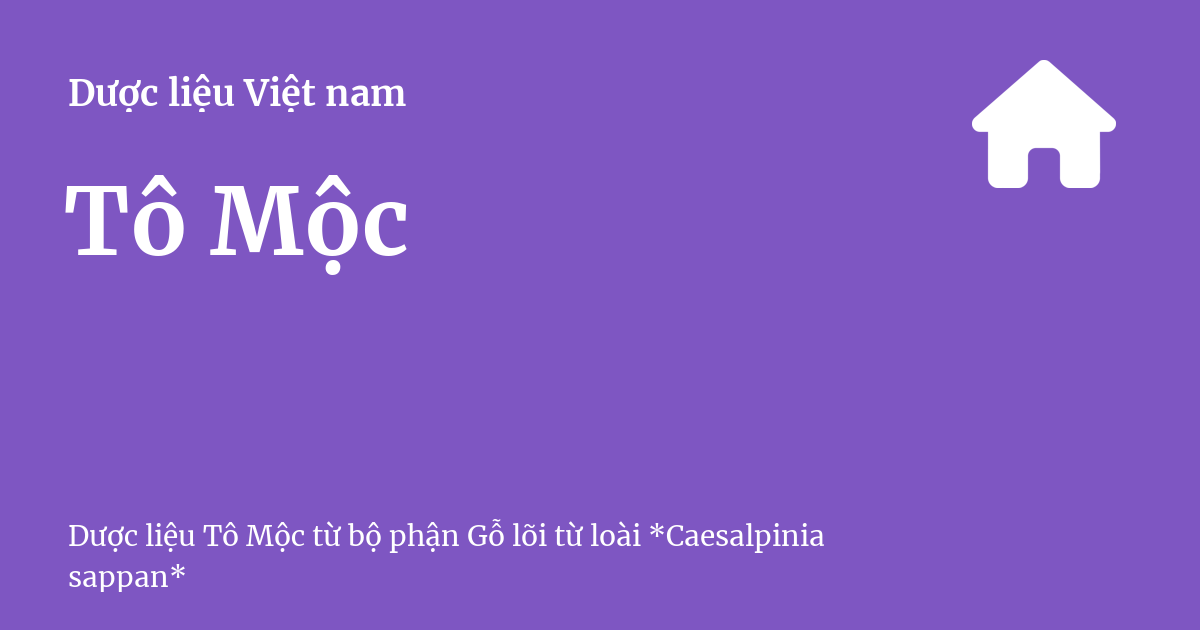 Dược liệu Việt nam
Tô Mộc
Dược liệu Tô Mộc từ bộ phận Gỗ lõi từ loài *Caesalpinia
sappan*